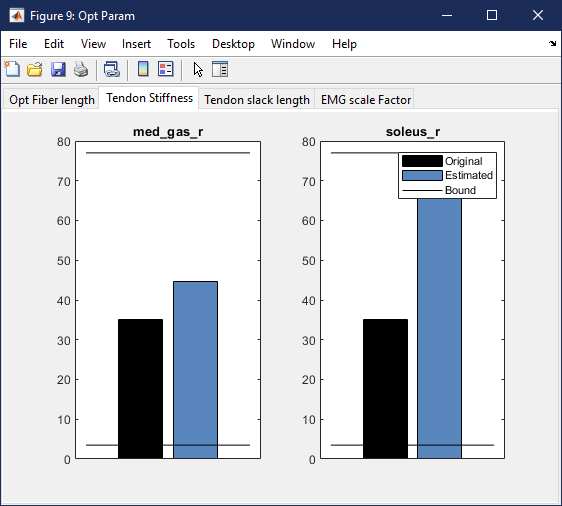 Figure 9: Opt Param
File Edit View Insert Tools Desktop Window Help
Opt Fiber length Tendon Stiffness Tendon slack length EMG scale Factor
med_gas_r
80
70
60
50
40
30
20
10
0
soleus_r
80
70
60
50
40
30
20
10
0
Original
Estimated
Bound